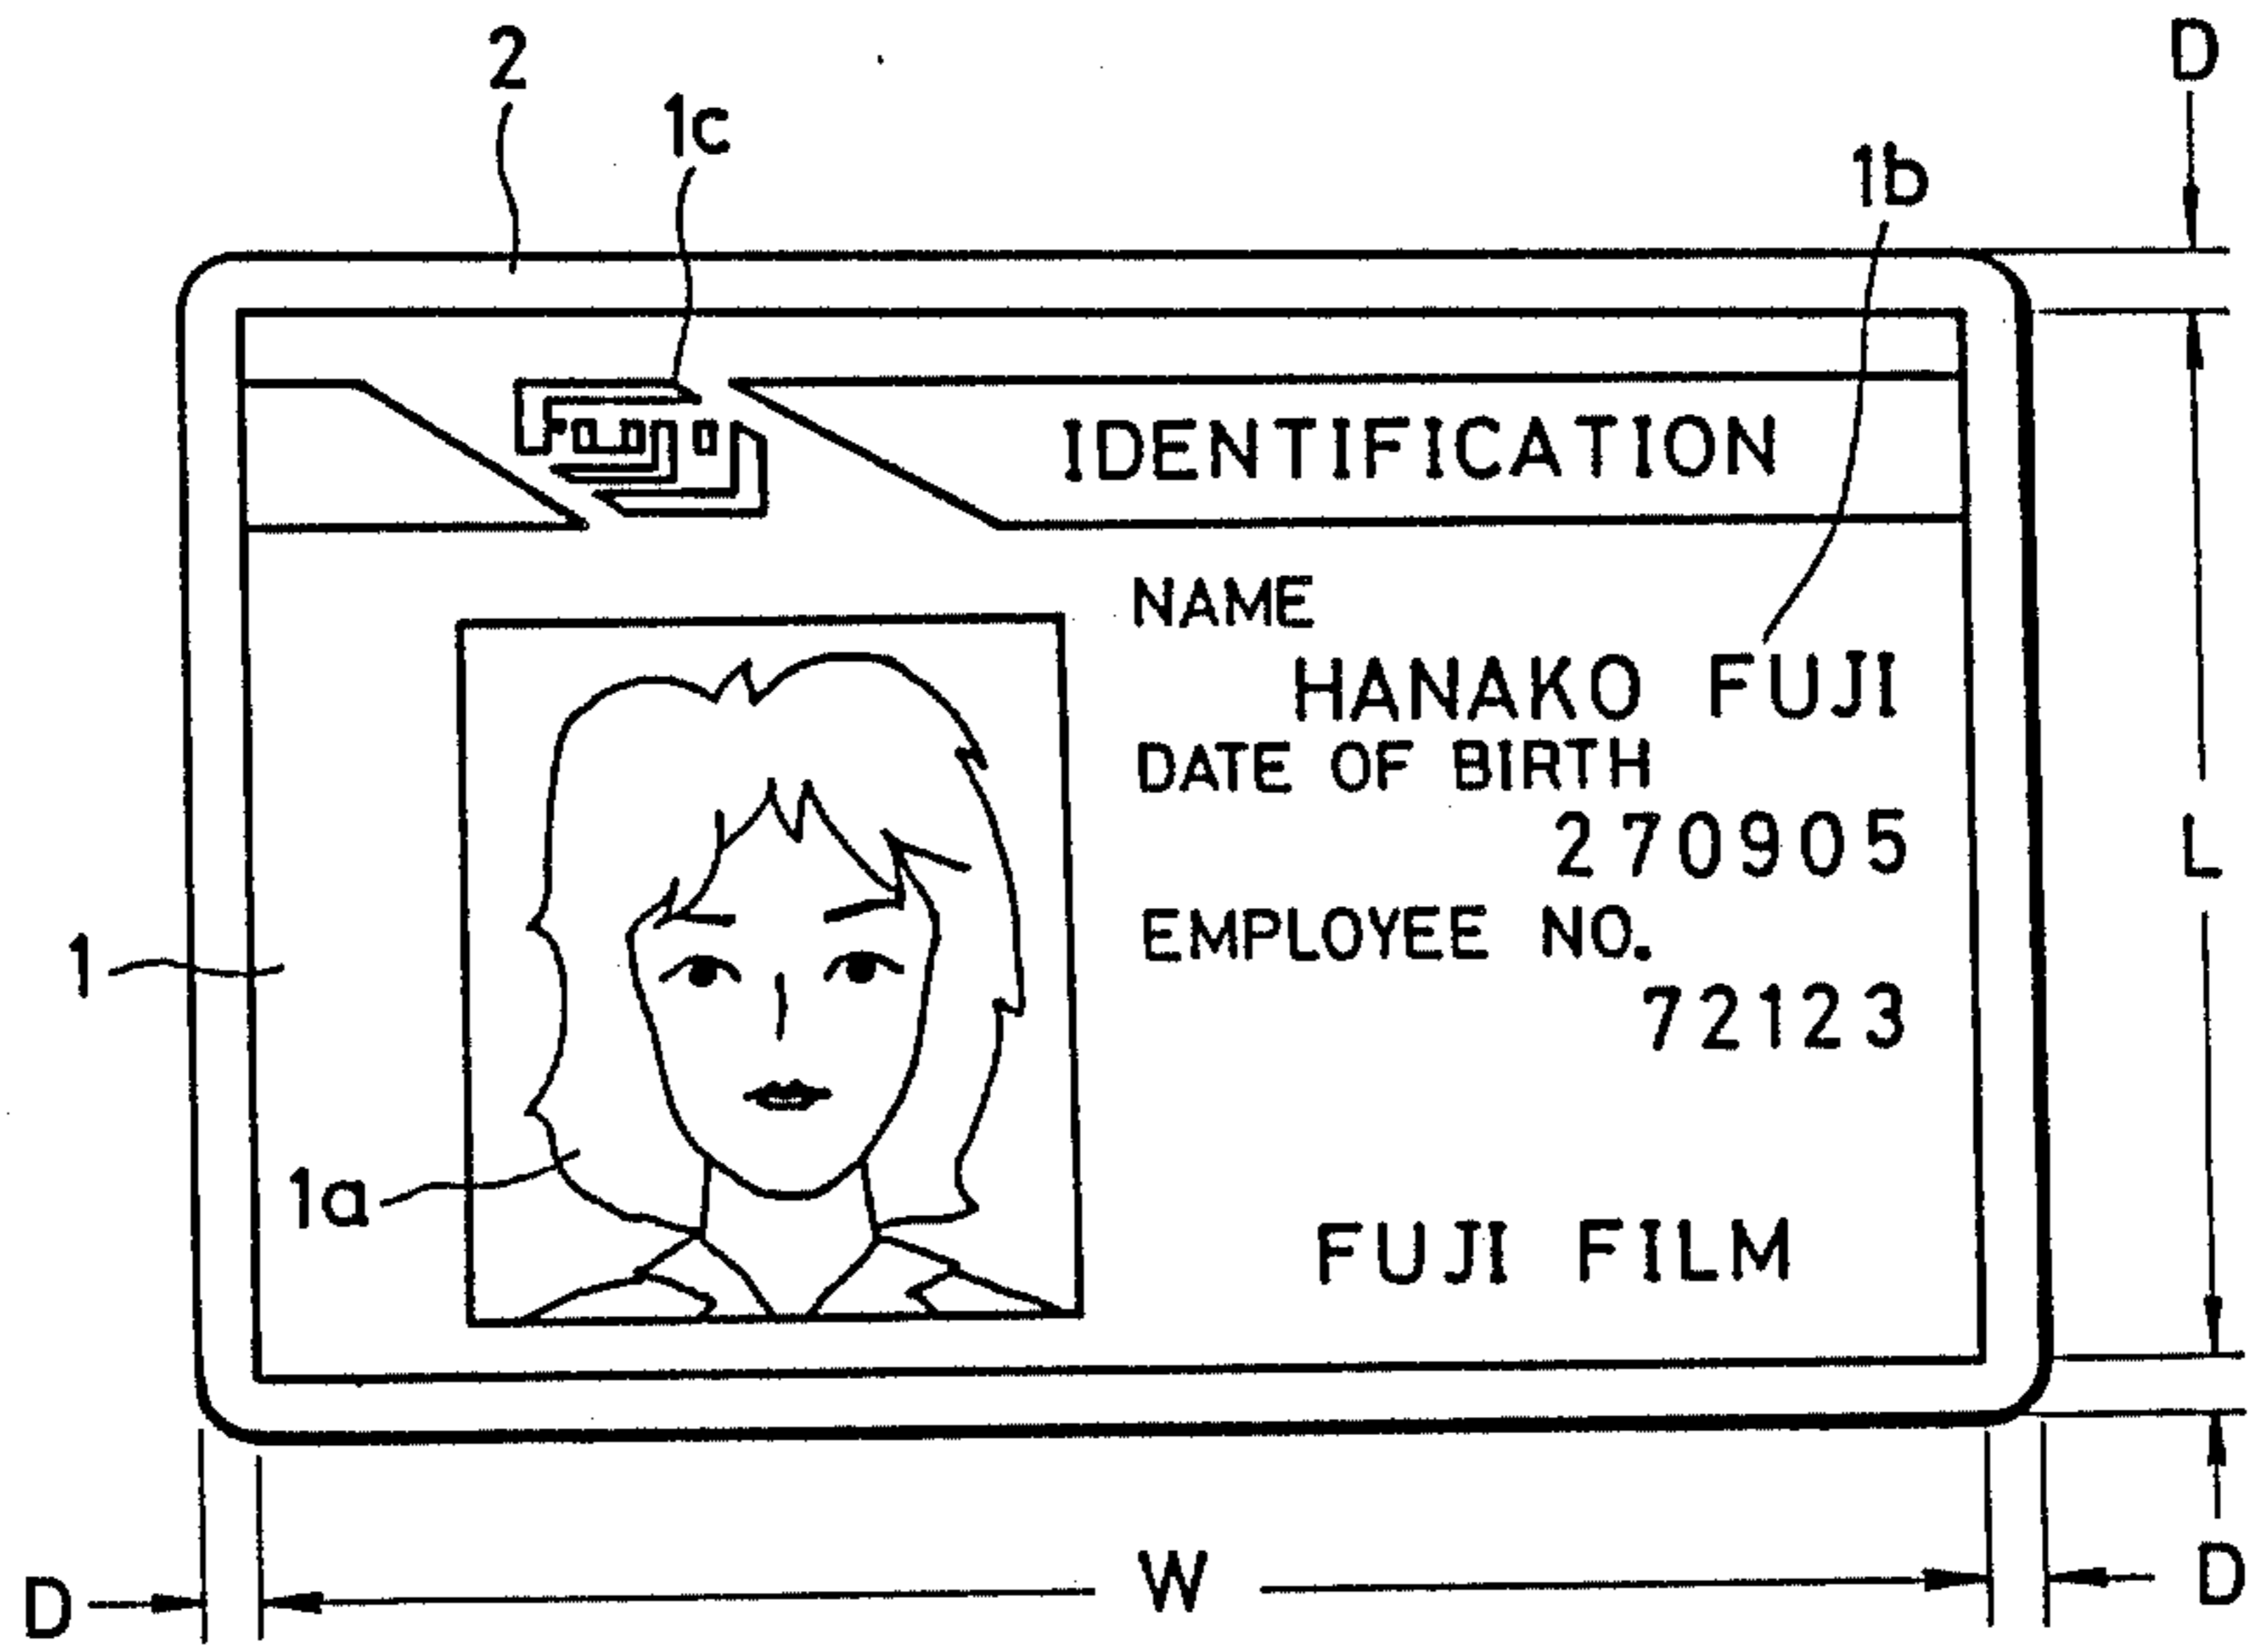 2
1c
D
1b
IDENTIFICATION
NAME
HANAKO FUJI
DATE OF BIRTH
270905
L
EMPLOYEE NO.
1
72123
1a
FUJI FILM
D W D